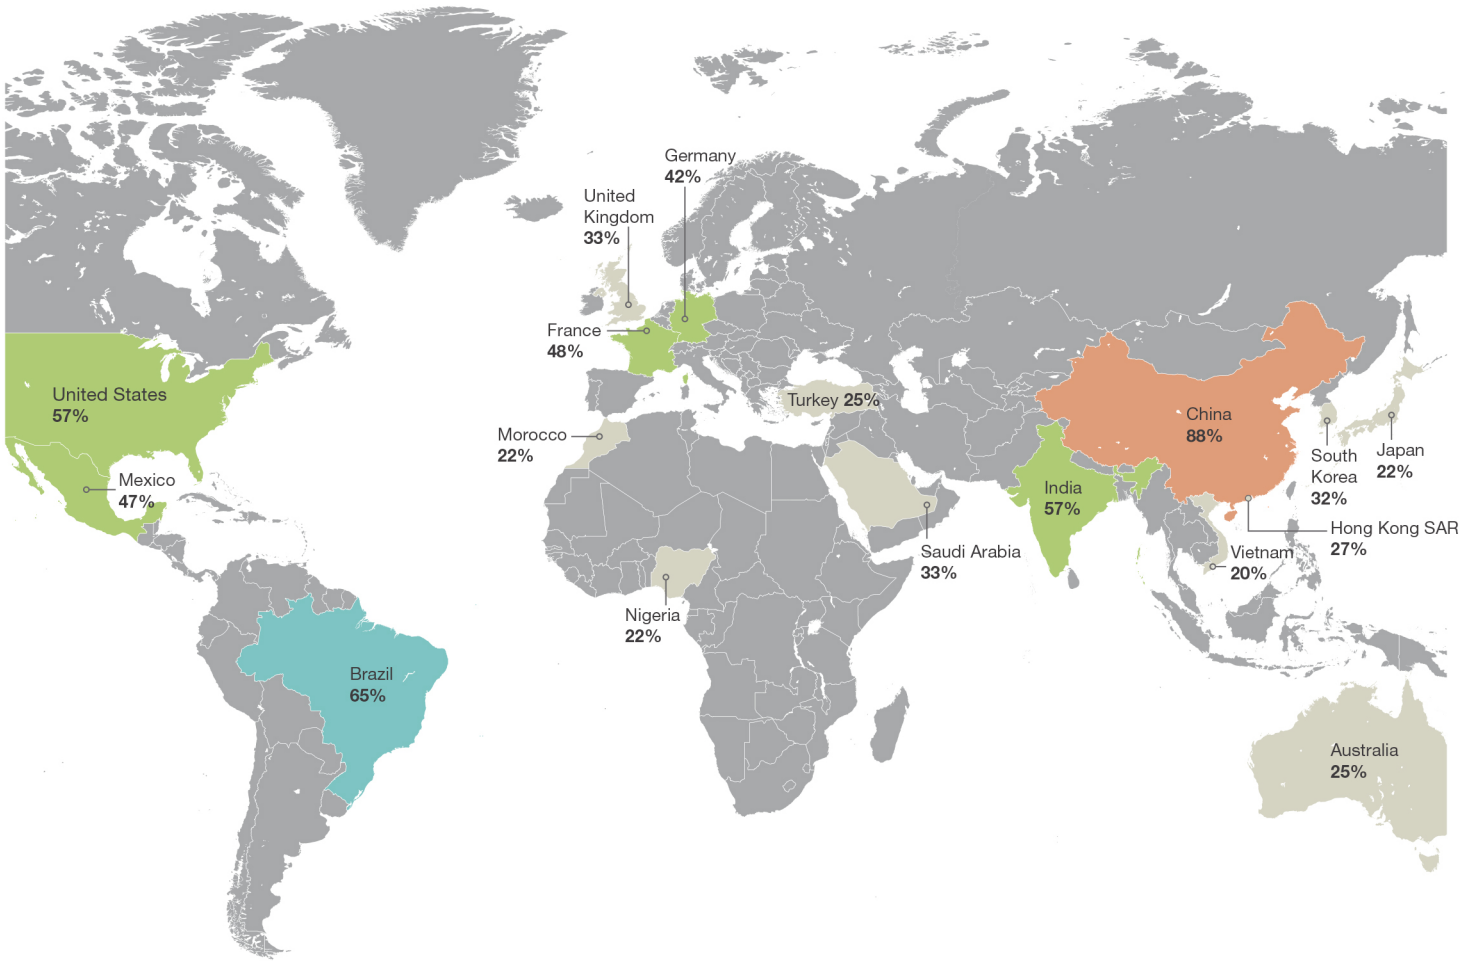 Germany
42%
United
Kingdom
33%
France
48%
United States
57%
Mexico
47%
Morocco
22%
Turkey 25%
China
88%
South
Korea
32%
Japan
22%
India
57%
Hong Kong SAR
27%
Vietnam
20%
Saudi Arabia
33%
Nigeria
22%
Brazil
65%
Australia
25%